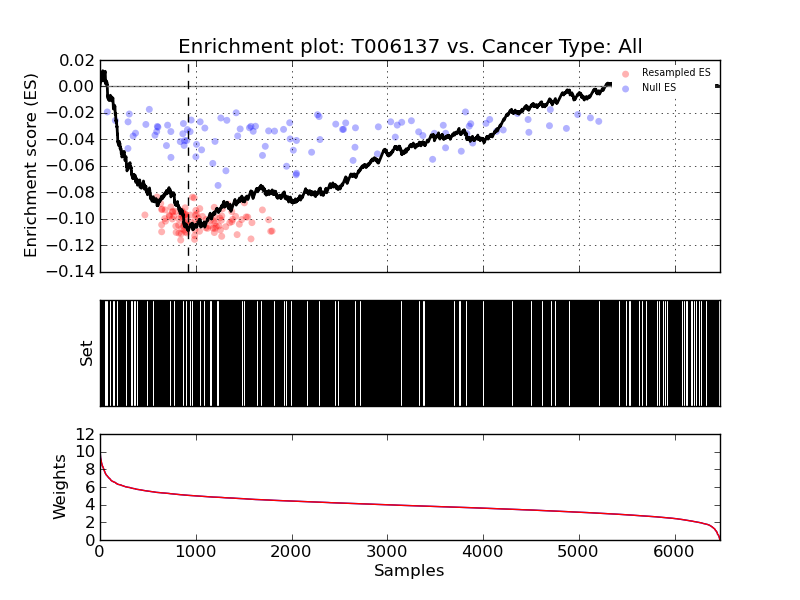 Enrichment plot: T006137 vs. Cancer Type: All
Enrichment score (ES)
0.02
0.00
−0.02
−0.04
−0.06
−0.08
−0.10
−0.12
−0.14
Resampled ES
Null ES
Set
Weights
12
10
8
6
4
2
0
0 1000 2000 3000 4000 5000 6000
Samples